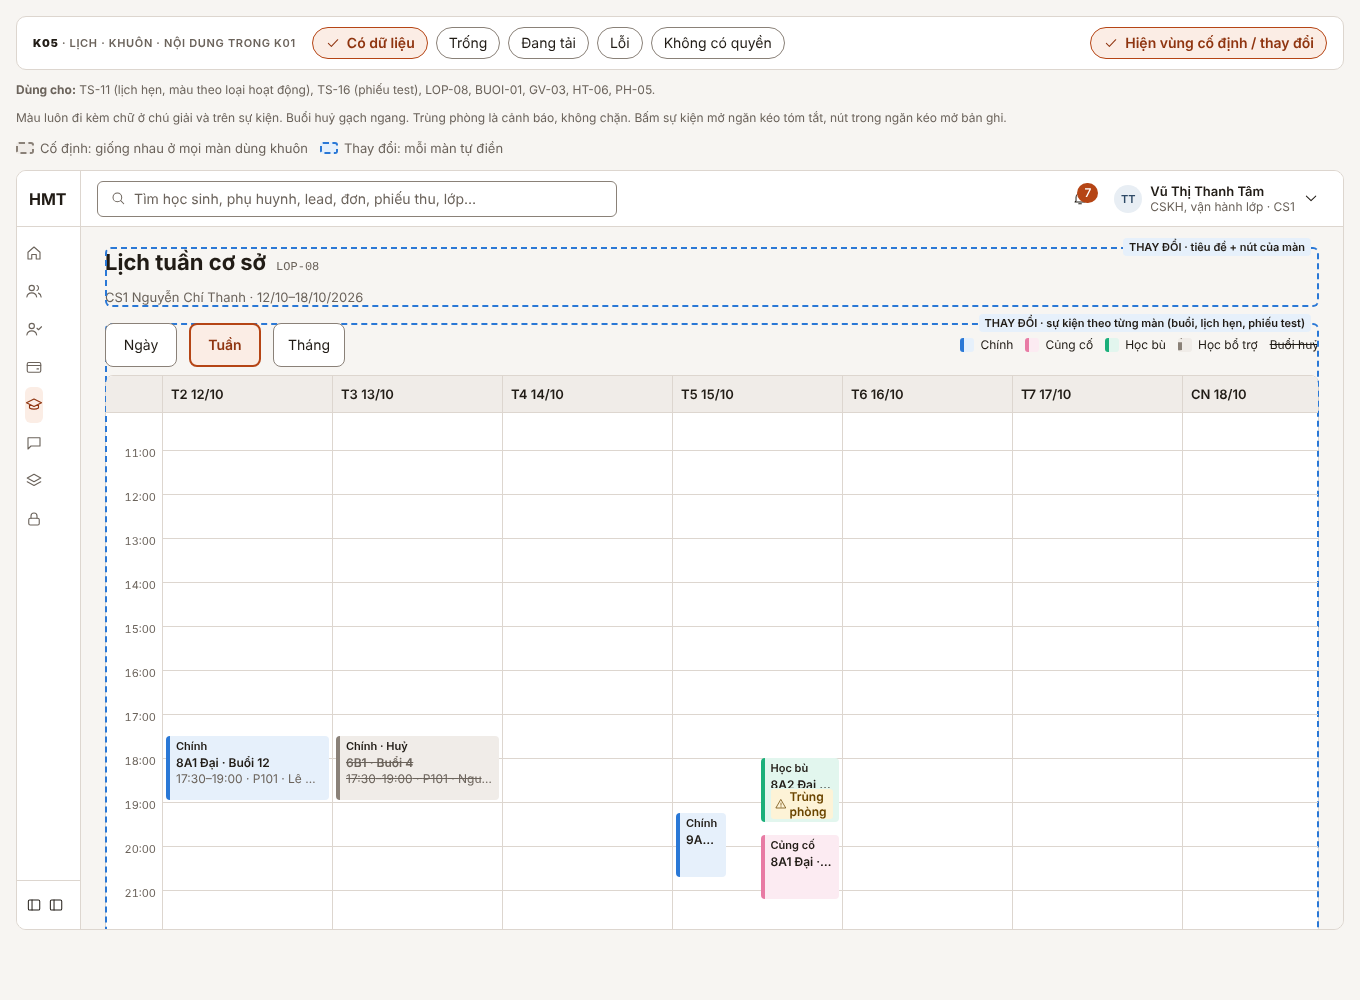 K05 · LỊCH · KHUÔN · NỘI DUNG TRONG K01
Có dữ liệu
Trống
Đang tải
Lỗi
Không có quyền
Hiện vùng cố định / thay đổi
Dùng cho: TS-11 (lịch hẹn, màu theo loại hoạt động), TS-16 (phiếu test), LOP-08, BUOI-01, GV-03, HT-06, PH-05.
Màu luôn đi kèm chữ ở chú giải và trên sự kiện. Buổi huỷ gạch ngang. Trùng phòng là cảnh báo, không chặn. Bấm sự kiện mở ngăn kéo tóm tắt, nút trong ngăn kéo mở bản ghi.
Cố định: giống nhau ở mọi màn dùng khuôn
Thay đổi: mỗi màn tự điền
HMT
Tìm học sinh, phụ huynh, lead, đơn, phiếu thu, lớp...
7
TT
Vũ Thị Thanh Tâm
CSKH, vận hành lớp · CS1
THAY ĐỔI · tiêu đề + nút của màn
Lịch tuần cơ sở LOP-08
CS1 Nguyễn Chí Thanh · 12/10–18/10/2026
THAY ĐỔI · sự kiện theo từng màn (buổi, lịch hẹn, phiếu test)
Ngày
Tuần
Tháng
Chính
Củng cố
Học bù
Học bổ trợ
Buổi huỷ
T2 12/10
T3 13/10
T4 14/10
T5 15/10
T6 16/10
T7 17/10
CN 18/10
11:00
12:00
13:00
14:00
15:00
16:00
17:00
18:00
19:00
20:00
21:00
Chính
8A1 Đại · Buổi 12
17:30–19:00 · P101 · Lê ...
Chính · Huỷ
6B1 · Buổi 4
17:30–19:00 · P101 · Ngu...
Chính
9A...
Học bù
8A2 Đại ...
Trùng
phòng
Củng cố
8A1 Đại ·...